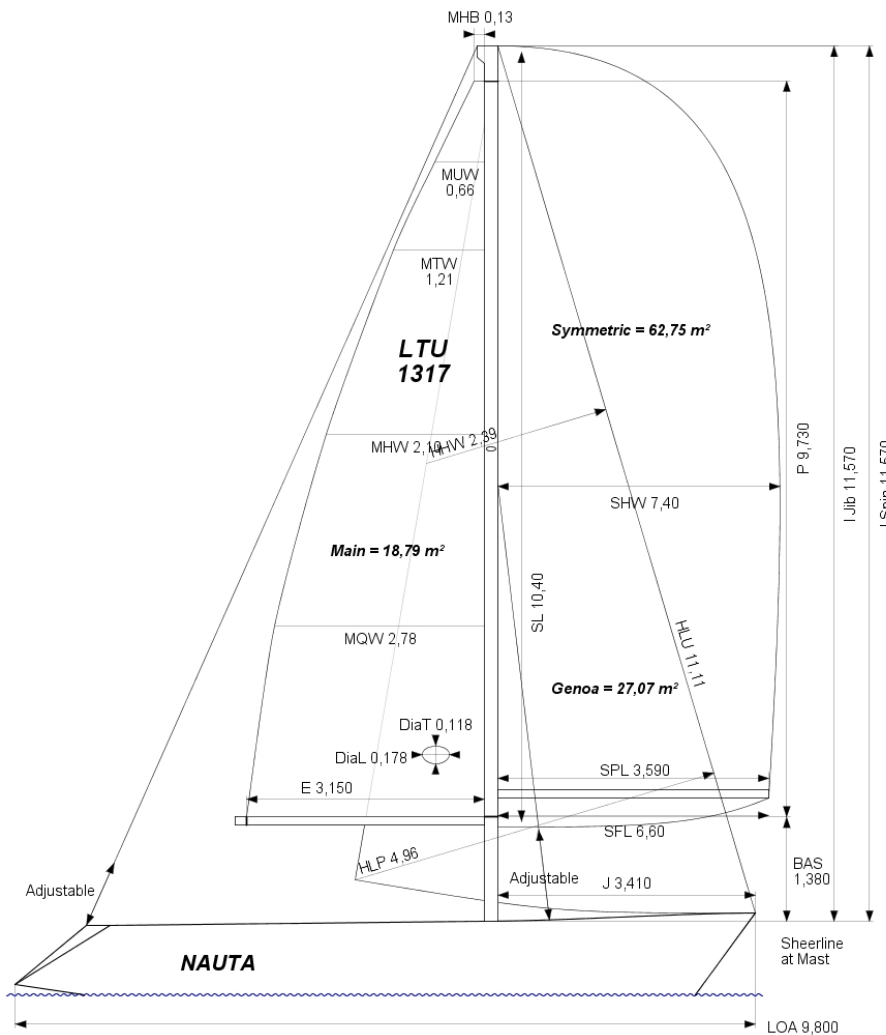 MHB 0,13
MUW
0,66
MTW
1,21
LTU
1317
Symmetric = 62,75 m²
MHW 2,10
HHW 2,39
0
P 9,730
I Jib 11,570
I Spin 11,570
SHW 7,40
Main = 18,79 m²
SL 10,40
MQW 2,78
HLU 11,11
Genoa = 27,07 m²
DiaT 0,118
DiaL 0,178
E 3,150
SPL 3,590
SFL 6,60
HLP 4,96
BAS
1,380
Adjustable
Adjustable
J 3,410
Sheerline
at Mast
NAUTA
LOA 9,800